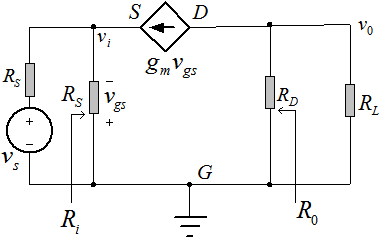 S D
v_i v_0
g_m v_gs
R_S R_S − v_gs + R_D R_L
+ − v_s
G
R_i R_0